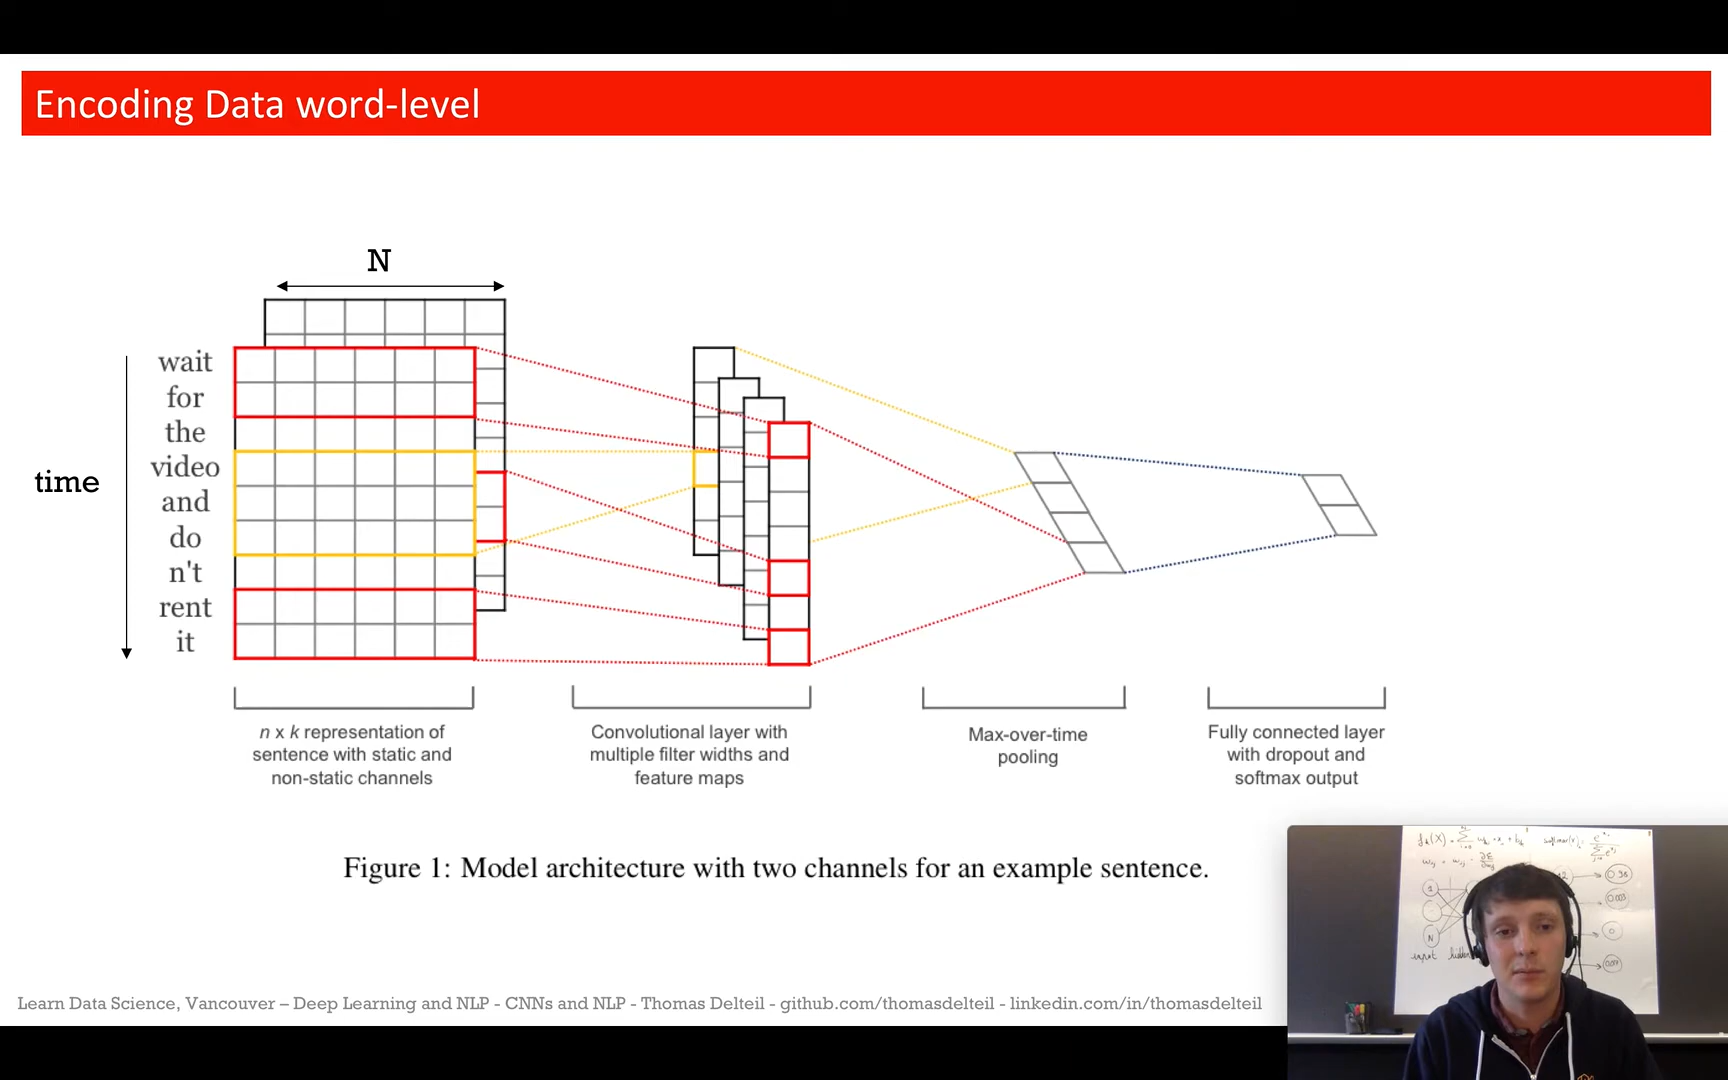 Encoding Data word-level
N
time
wait
for
the
video
and
do
n't
rent
it
n x k representation of
sentence with static and
non-static channels
Convolutional layer with
multiple filter widths and
feature maps
Max-over-time
pooling
Fully connected layer
with dropout and
softmax output
Figure 1: Model architecture with two channels for an example sentence.
input
N
Learn Data Science, Vancouver – Deep Learning and NLP - CNNs and NLP - Thomas Delteil - github.com/thomasdelteil - linkedin.com/in/thomasdelteil